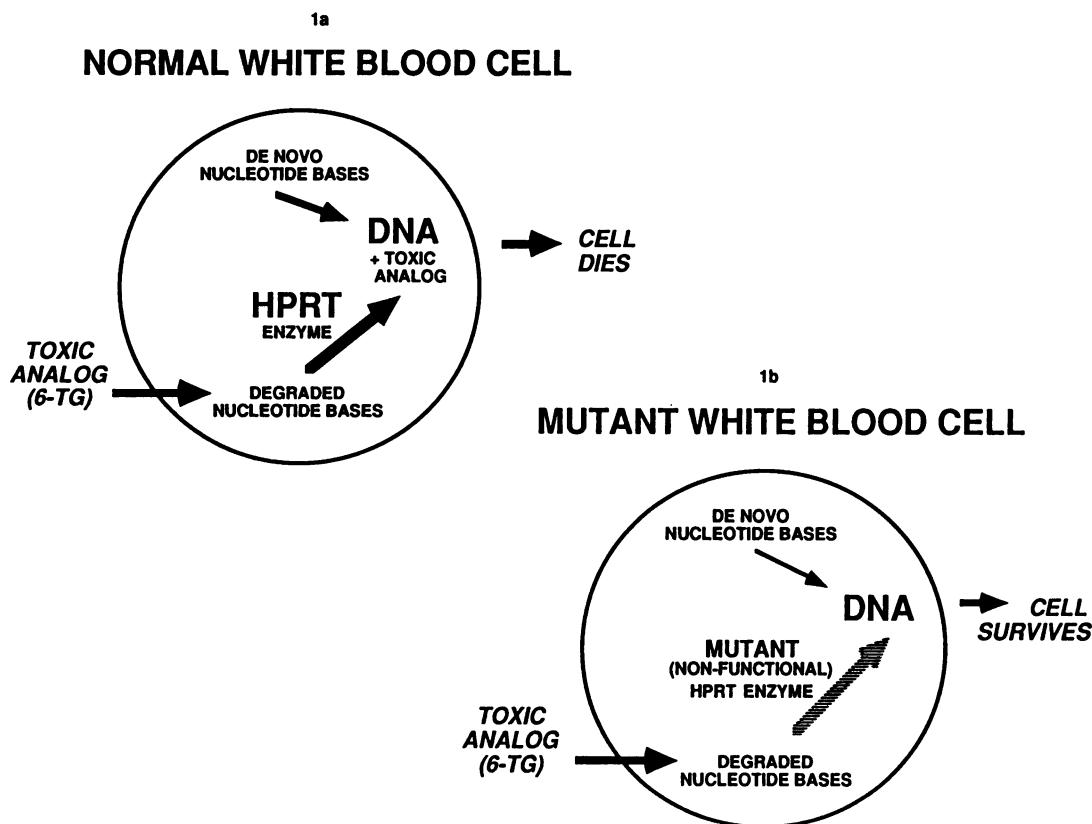 1a
NORMAL WHITE BLOOD CELL
DE NOVO
NUCLEOTIDE BASES
DNA
+ TOXIC
ANALOG
CELL
DIES
HPRT
ENZYME
TOXIC
ANALOG
(6-TG)
DEGRADED
NUCLEOTIDE BASES
1b
MUTANT WHITE BLOOD CELL
DE NOVO
NUCLEOTIDE BASES
DNA
CELL
SURVIVES
MUTANT
(NON-FUNCTIONAL)
HPRT ENZYME
TOXIC
ANALOG
(6-TG)
DEGRADED
NUCLEOTIDE BASES